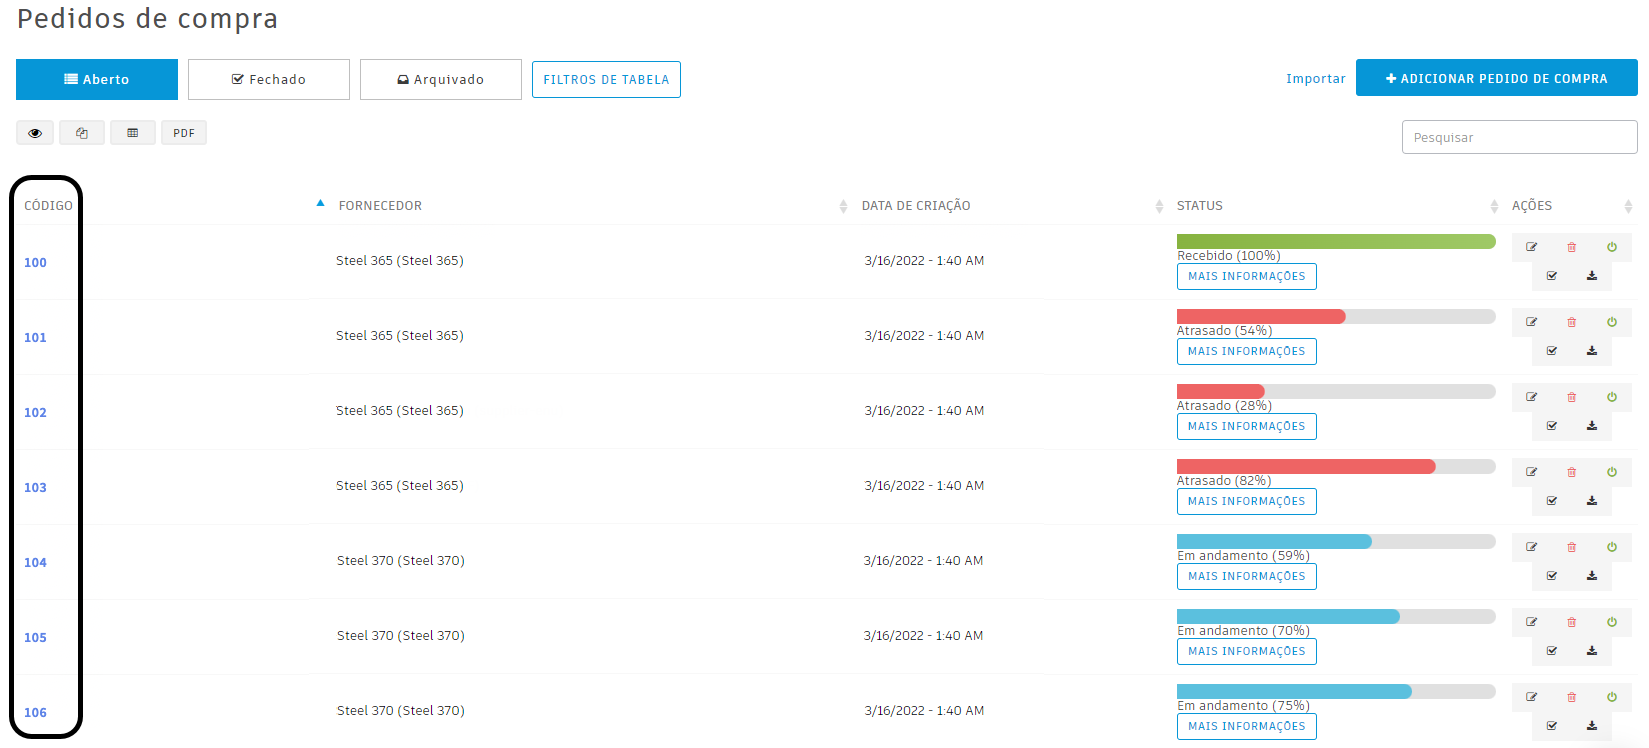 Pedidos de compra
Aberto Fechado Arquivado FILTROS DE TABELA Importar ADICIONAR PEDIDO DE COMPRA
PDF Pesquisar
CÓDIGO FORNECEDOR DATA DE CRIAÇÃO STATUS AÇÕES
100 Steel 365 (Steel 365) 3/16/2022 - 1:40 AM Recebido (100%)
MAIS INFORMAÇÕES
101 Steel 365 (Steel 365) 3/16/2022 - 1:40 AM Atrasado (54%)
MAIS INFORMAÇÕES
102 Steel 365 (Steel 365) 3/16/2022 - 1:40 AM Atrasado (28%)
MAIS INFORMAÇÕES
103 Steel 365 (Steel 365) 3/16/2022 - 1:40 AM Atrasado (82%)
MAIS INFORMAÇÕES
104 Steel 370 (Steel 370) 3/16/2022 - 1:40 AM Em andamento (59%)
MAIS INFORMAÇÕES
105 Steel 370 (Steel 370) 3/16/2022 - 1:40 AM Em andamento (70%)
MAIS INFORMAÇÕES
106 Steel 370 (Steel 370) 3/16/2022 - 1:40 AM Em andamento (75%)
MAIS INFORMAÇÕES